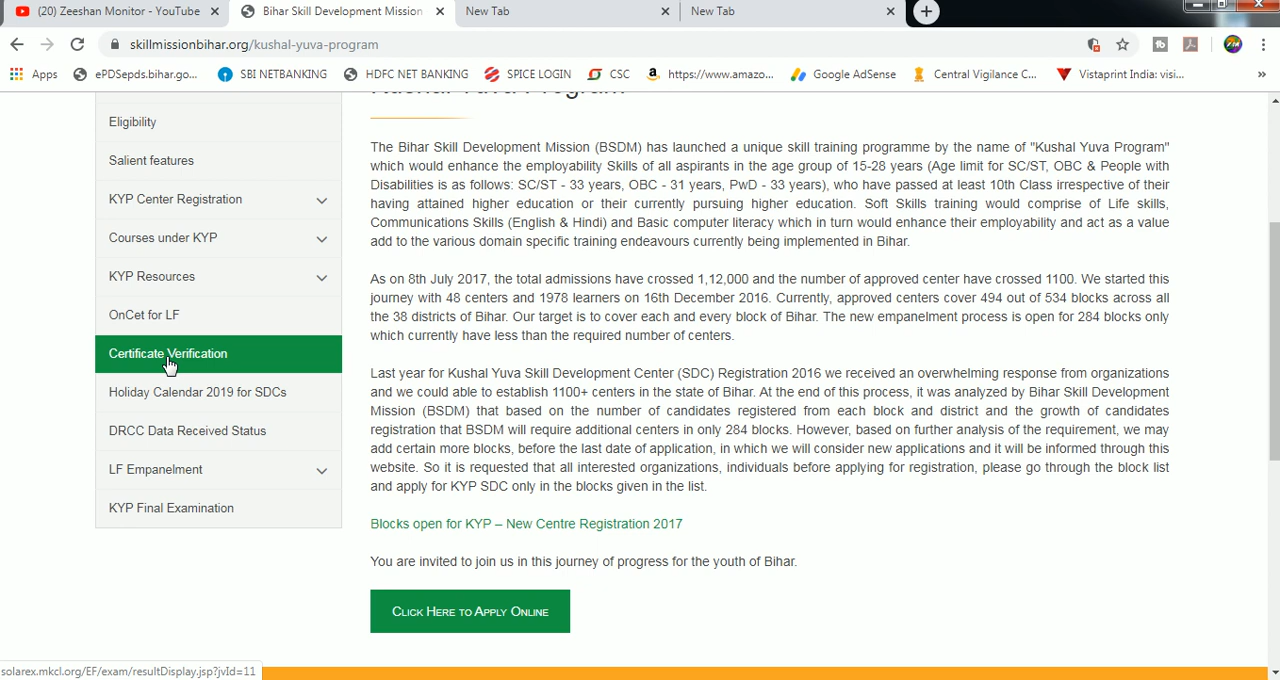 (20) Zeeshan Monitor - YouTube
Bihar Skill Development Mission
New Tab
New Tab
skillmissionbihar.org/kushal-yuva-program
Apps
ePDSepds.bihar.go...
SBI NETBANKING
HDFC NET BANKING
SPICE LOGIN
CSC
https://www.amazo...
Google AdSense
Central Vigilance C...
Vistaprint India: visi...
»
Kushal Yuva Program
Eligibility
Salient features
KYP Center Registration
Courses under KYP
KYP Resources
OnCet for LF
Certificate Verification
Holiday Calendar 2019 for SDCs
DRCC Data Received Status
LF Empanelment
KYP Final Examination
The Bihar Skill Development Mission (BSDM) has launched a unique skill training programme by the name of "Kushal Yuva Program"
which would enhance the employability Skills of all aspirants in the age group of 15-28 years (Age limit for SC/ST, OBC & People with
Disabilities is as follows: SC/ST - 33 years, OBC - 31 years, PwD - 33 years), who have passed at least 10th Class irrespective of their
having attained higher education or their currently pursuing higher education. Soft Skills training would comprise of Life skills,
Communications Skills (English & Hindi) and Basic computer literacy which in turn would enhance their employability and act as a value
add to the various domain specific training endeavours currently being implemented in Bihar.
As on 8th July 2017, the total admissions have crossed 1,12,000 and the number of approved center have crossed 1100. We started this
journey with 48 centers and 1978 learners on 16th December 2016. Currently, approved centers cover 494 out of 534 blocks across all
the 38 districts of Bihar. Our target is to cover each and every block of Bihar. The new empanelment process is open for 284 blocks only
which currently have less than the required number of centers.
Last year for Kushal Yuva Skill Development Center (SDC) Registration 2016 we received an overwhelming response from organizations
and we could able to establish 1100+ centers in the state of Bihar. At the end of this process, it was analyzed by Bihar Skill Development
Mission (BSDM) that based on the number of candidates registered from each block and district and the growth of candidates
registration that BSDM will require additional centers in only 284 blocks. However, based on further analysis of the requirement, we may
add certain more blocks, before the last date of application, in which we will consider new applications and it will be informed through this
website. So it is requested that all interested organizations, individuals before applying for registration, please go through the block list
and apply for KYP SDC only in the blocks given in the list.
Blocks open for KYP – New Centre Registration 2017
You are invited to join us in this journey of progress for the youth of Bihar.
Click Here to Apply Online
solarex.mkcl.org/EF/exam/resultDisplay.jsp?jvId=11